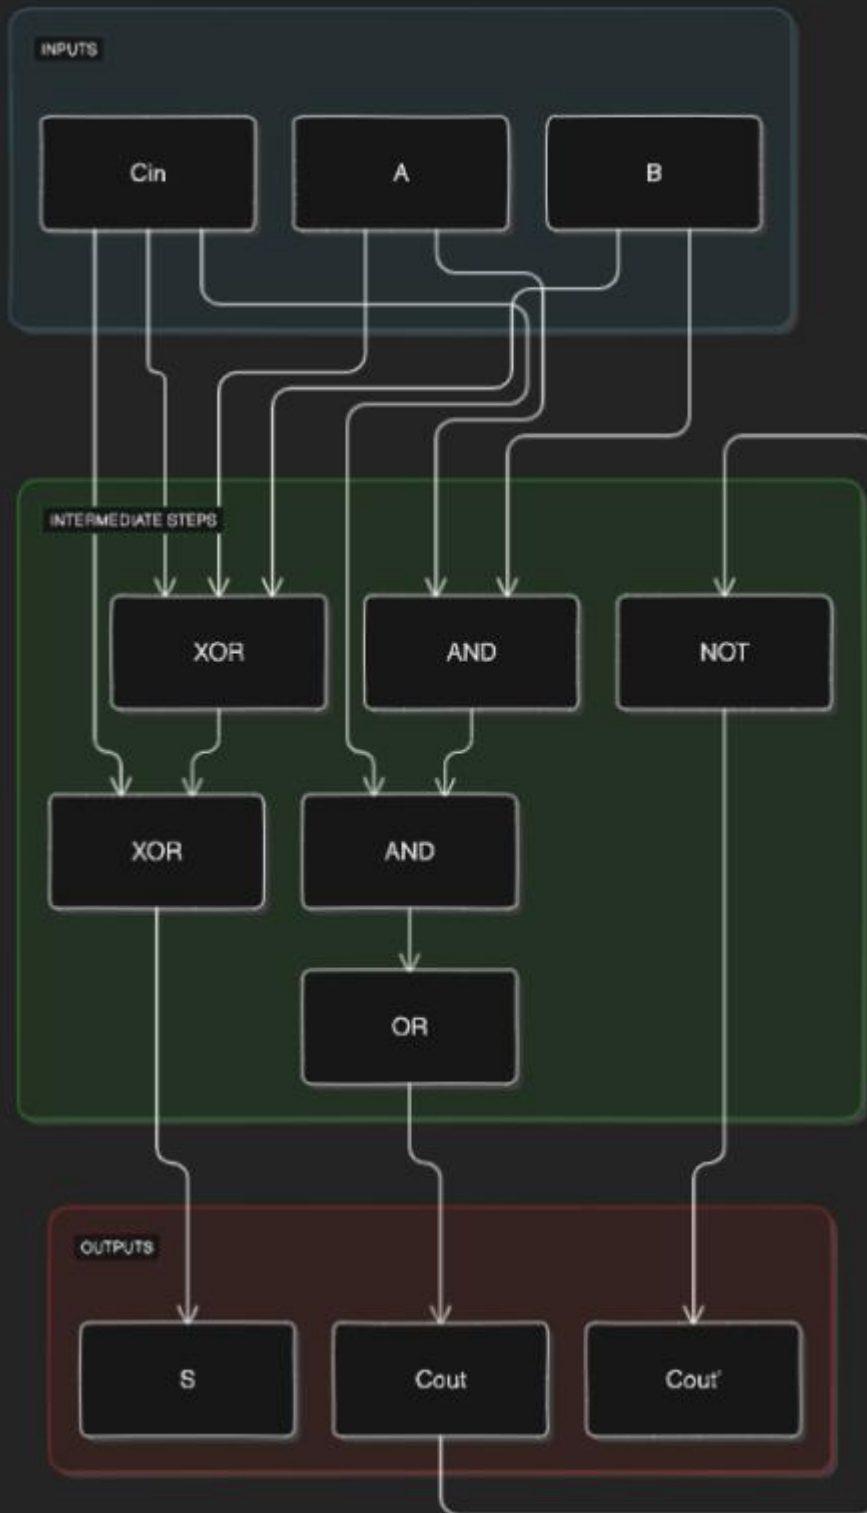 INPUTS
Cin
A
B
INTERMEDIATE STEPS
XOR
AND
NOT
XOR
AND
OR
OUTPUTS
S
Cout
Cout'